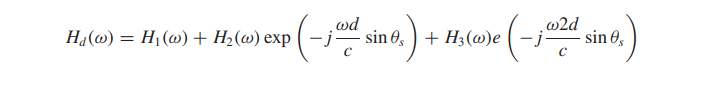 H_d(ω) = H_1(ω) + H_2(ω) exp (−j ωd/c sin θ_s) + H_3(ω)e (−j ω2d/c sin θ_s)